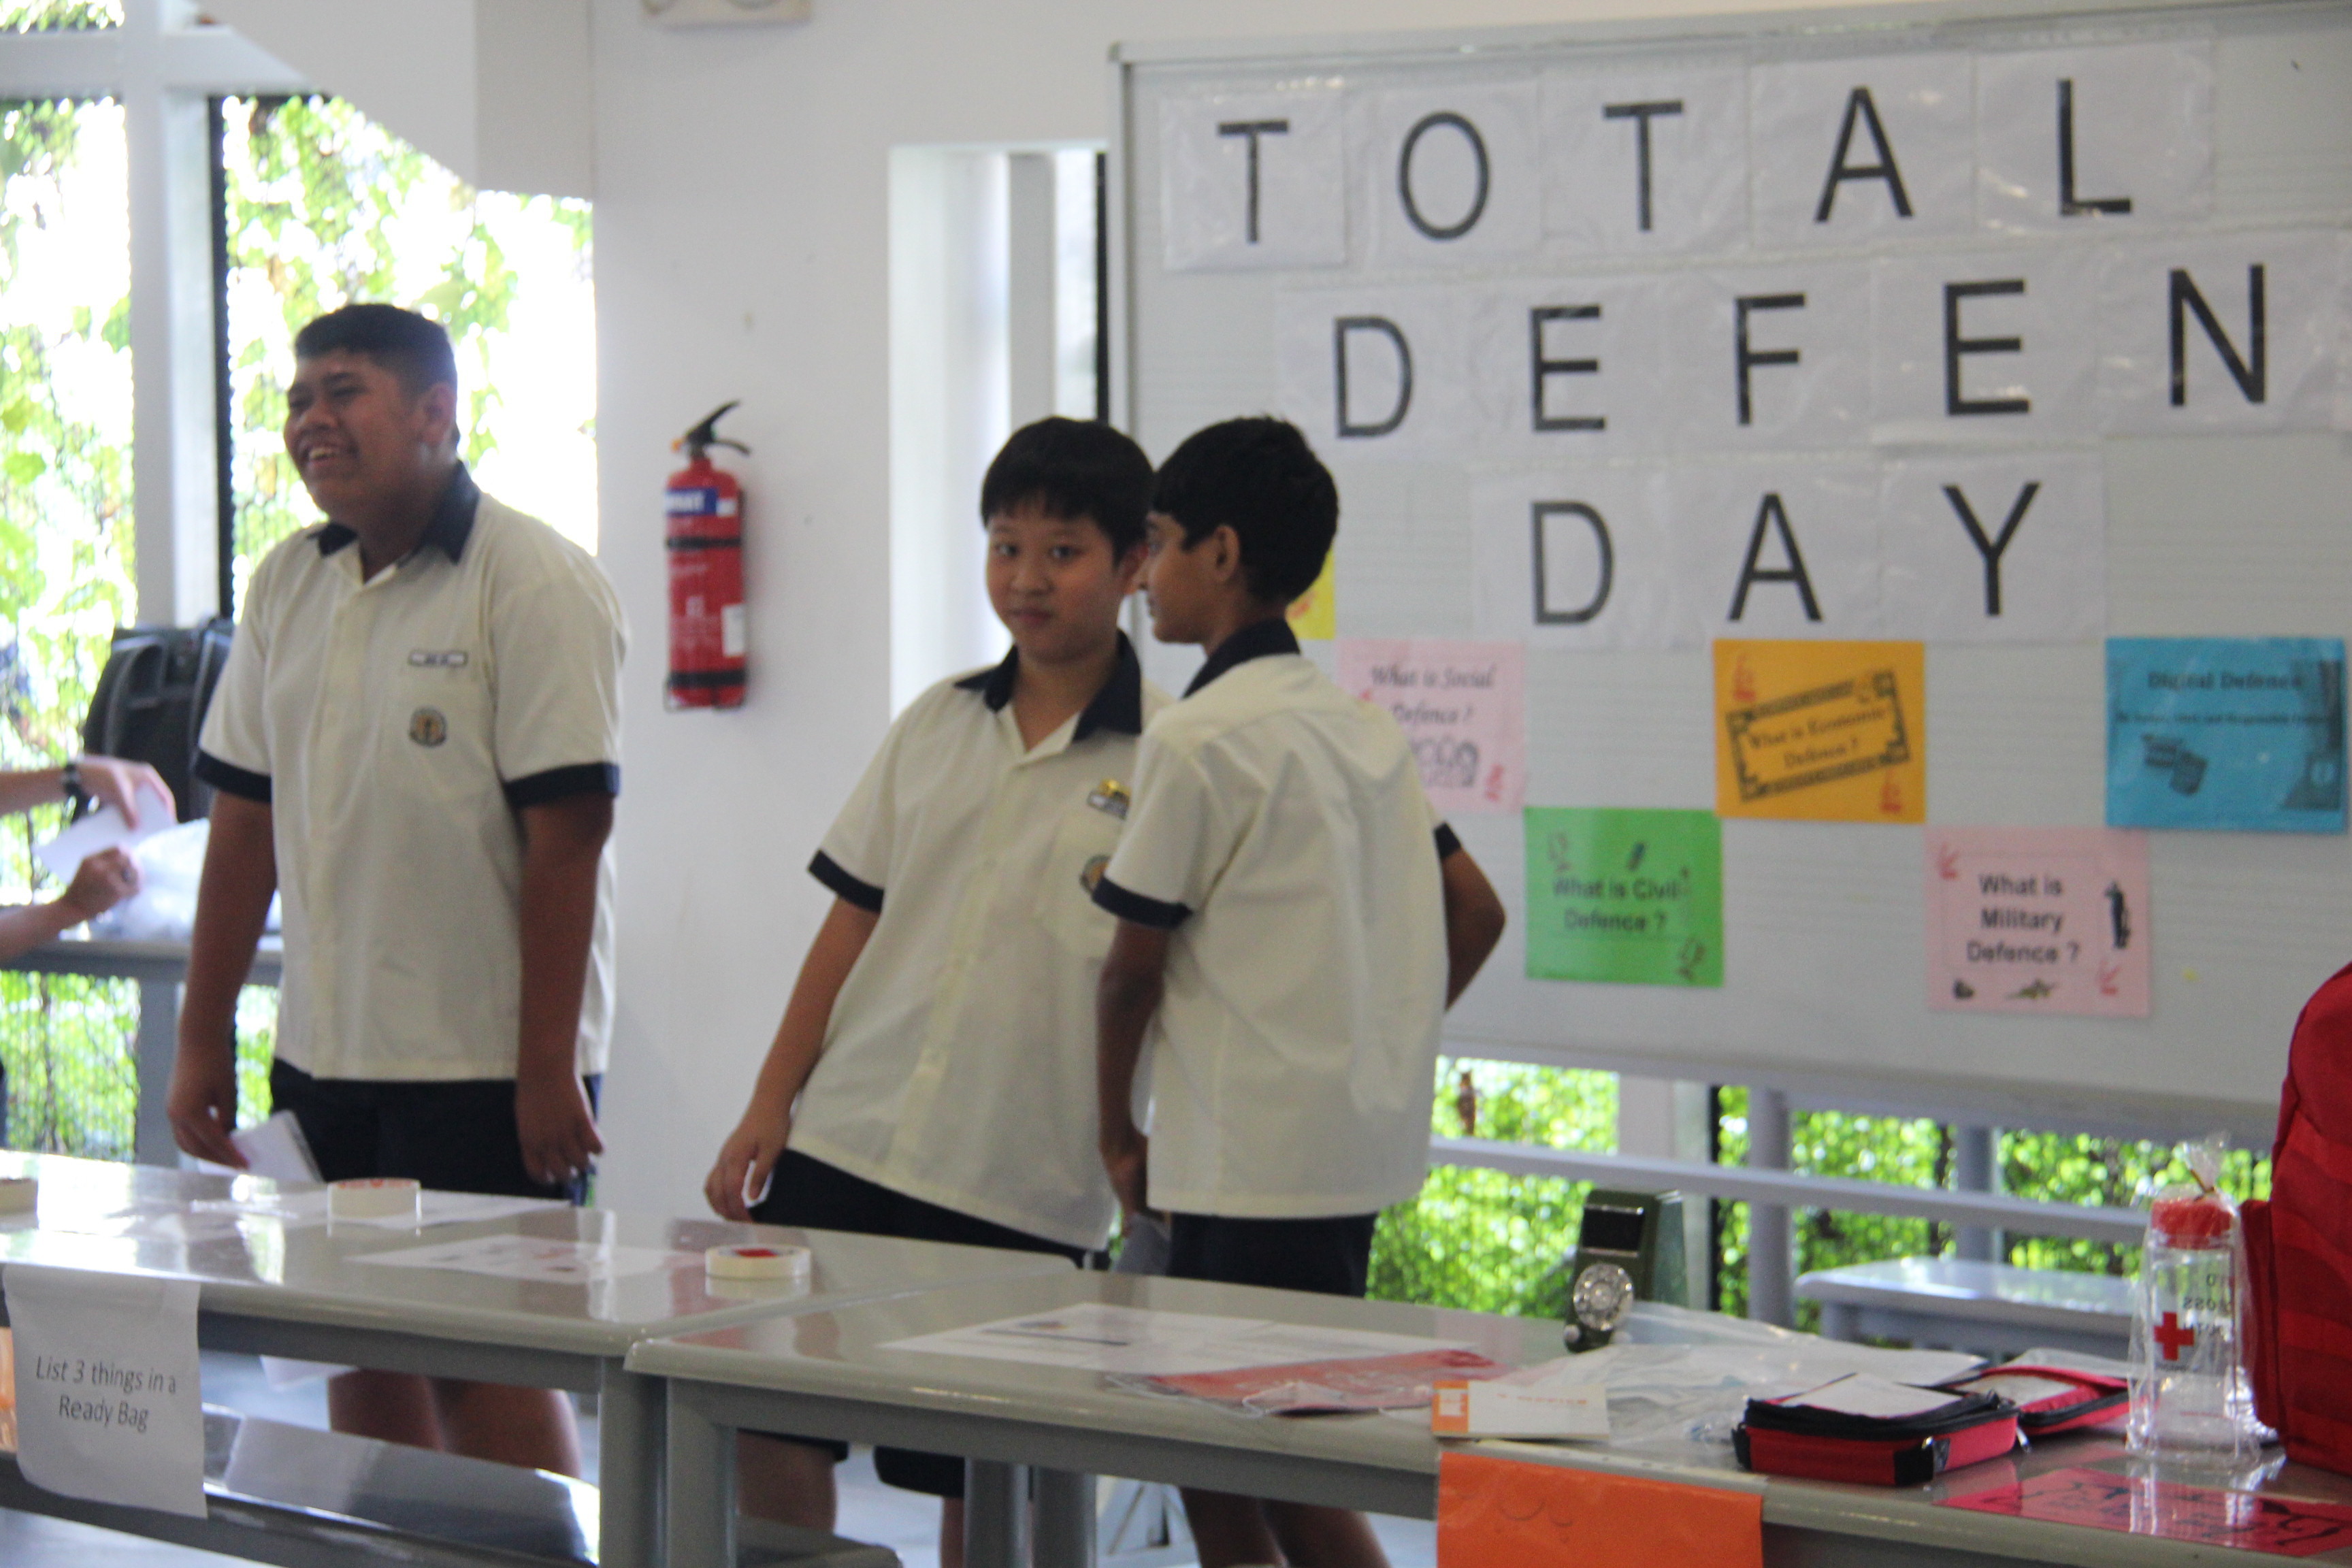 TOTAL
DEFEN
DAY
What is Social
Defence ?
What is Economic
Defence ?
Digital Defence
What is Civil
Defence ?
What is
Military
Defence ?
List 3 things in a
Ready Bag